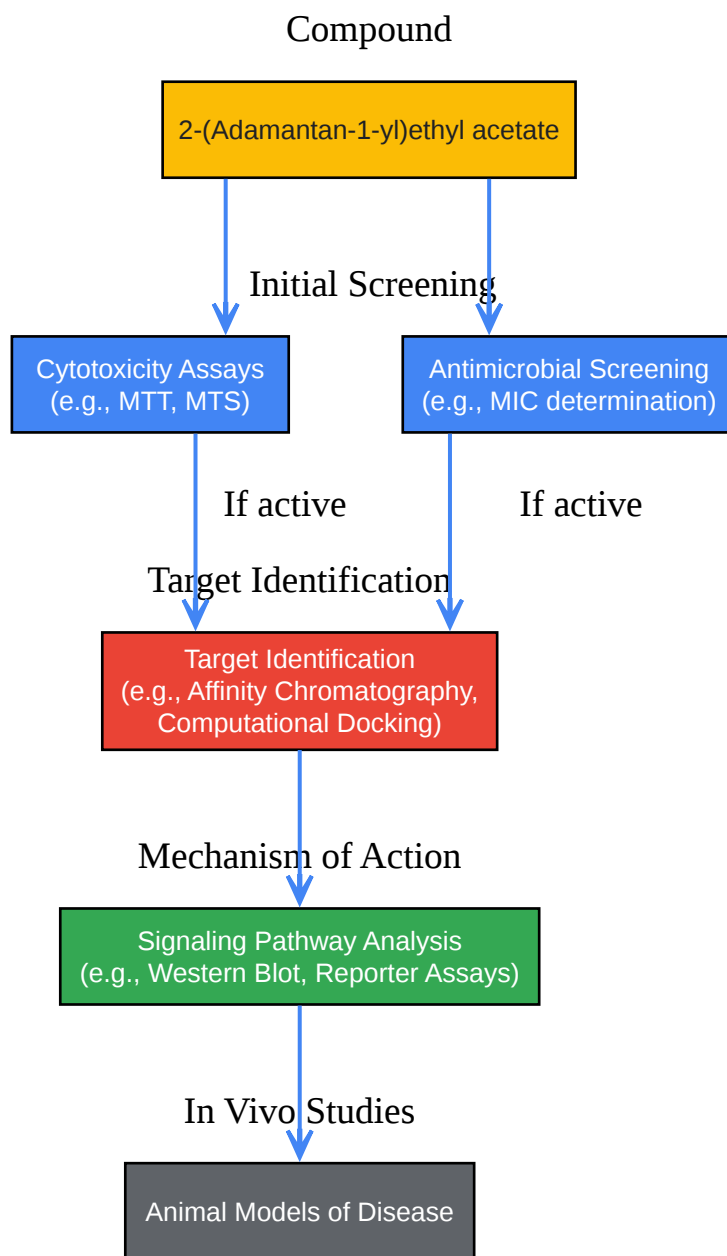 Compound
2-(Adamantan-1-yl)ethyl acetate
Initial Screening
Cytotoxicity Assays
(e.g., MTT, MTS)
Antimicrobial Screening
(e.g., MIC determination)
If active
If active
Target Identification
Target Identification
(e.g., Affinity Chromatography,
Computational Docking)
Mechanism of Action
Signaling Pathway Analysis
(e.g., Western Blot, Reporter Assays)
In Vivo Studies
Animal Models of Disease